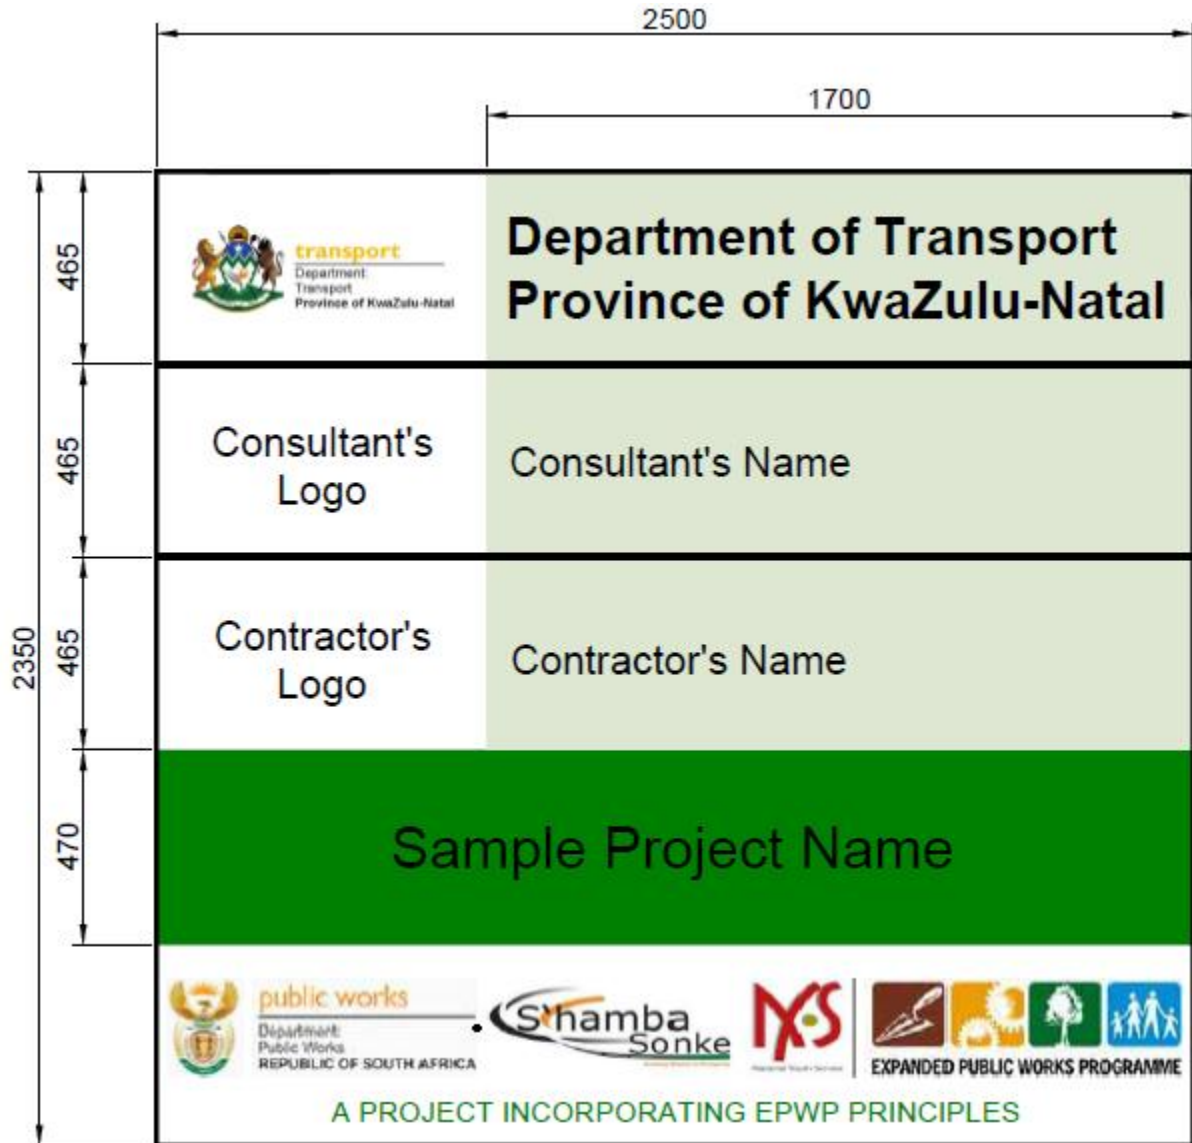 2500
1700
465
transport
Department:
Transport
Province of KwaZulu-Natal
Department of Transport
Province of KwaZulu-Natal
465
Consultant's
Logo
Consultant's Name
2350
465
Contractor's
Logo
Contractor's Name
470
Sample Project Name
public works
Department:
Public Works
REPUBLIC OF SOUTH AFRICA
S'hamba
Sonke
NYS
EXPANDED PUBLIC WORKS PROGRAMME
A PROJECT INCORPORATING EPWP PRINCIPLES